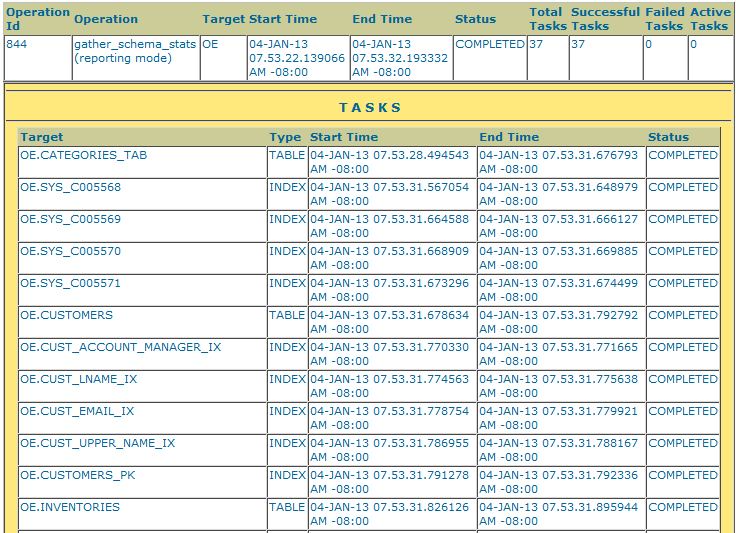 Operation Id Operation Target Start Time End Time Status Total Tasks Successful Tasks Failed Tasks Active Tasks
844 gather_schema_stats (reporting mode) OE 04-JAN-13 07.53.22.139066 AM -08:00 04-JAN-13 07.53.32.193332 AM -08:00 COMPLETED 37 37 0 0
T A S K S
Target Type Start Time End Time Status
OE.CATEGORIES_TAB TABLE 04-JAN-13 07.53.28.494543 AM -08:00 04-JAN-13 07.53.31.676793 AM -08:00 COMPLETED
OE.SYS_C005568 INDEX 04-JAN-13 07.53.31.567054 AM -08:00 04-JAN-13 07.53.31.648979 AM -08:00 COMPLETED
OE.SYS_C005569 INDEX 04-JAN-13 07.53.31.664588 AM -08:00 04-JAN-13 07.53.31.666127 AM -08:00 COMPLETED
OE.SYS_C005570 INDEX 04-JAN-13 07.53.31.668909 AM -08:00 04-JAN-13 07.53.31.669885 AM -08:00 COMPLETED
OE.SYS_C005571 INDEX 04-JAN-13 07.53.31.673296 AM -08:00 04-JAN-13 07.53.31.674499 AM -08:00 COMPLETED
OE.CUSTOMERS TABLE 04-JAN-13 07.53.31.678634 AM -08:00 04-JAN-13 07.53.31.792792 AM -08:00 COMPLETED
OE.CUST_ACCOUNT_MANAGER_IX INDEX 04-JAN-13 07.53.31.770330 AM -08:00 04-JAN-13 07.53.31.771665 AM -08:00 COMPLETED
OE.CUST_LNAME_IX INDEX 04-JAN-13 07.53.31.774563 AM -08:00 04-JAN-13 07.53.31.775638 AM -08:00 COMPLETED
OE.CUST_EMAIL_IX INDEX 04-JAN-13 07.53.31.778754 AM -08:00 04-JAN-13 07.53.31.779921 AM -08:00 COMPLETED
OE.CUST_UPPER_NAME_IX INDEX 04-JAN-13 07.53.31.786955 AM -08:00 04-JAN-13 07.53.31.788167 AM -08:00 COMPLETED
OE.CUSTOMERS_PK INDEX 04-JAN-13 07.53.31.791278 AM -08:00 04-JAN-13 07.53.31.792336 AM -08:00 COMPLETED
OE.INVENTORIES TABLE 04-JAN-13 07.53.31.826126 AM -08:00 04-JAN-13 07.53.31.895944 AM -08:00 COMPLETED